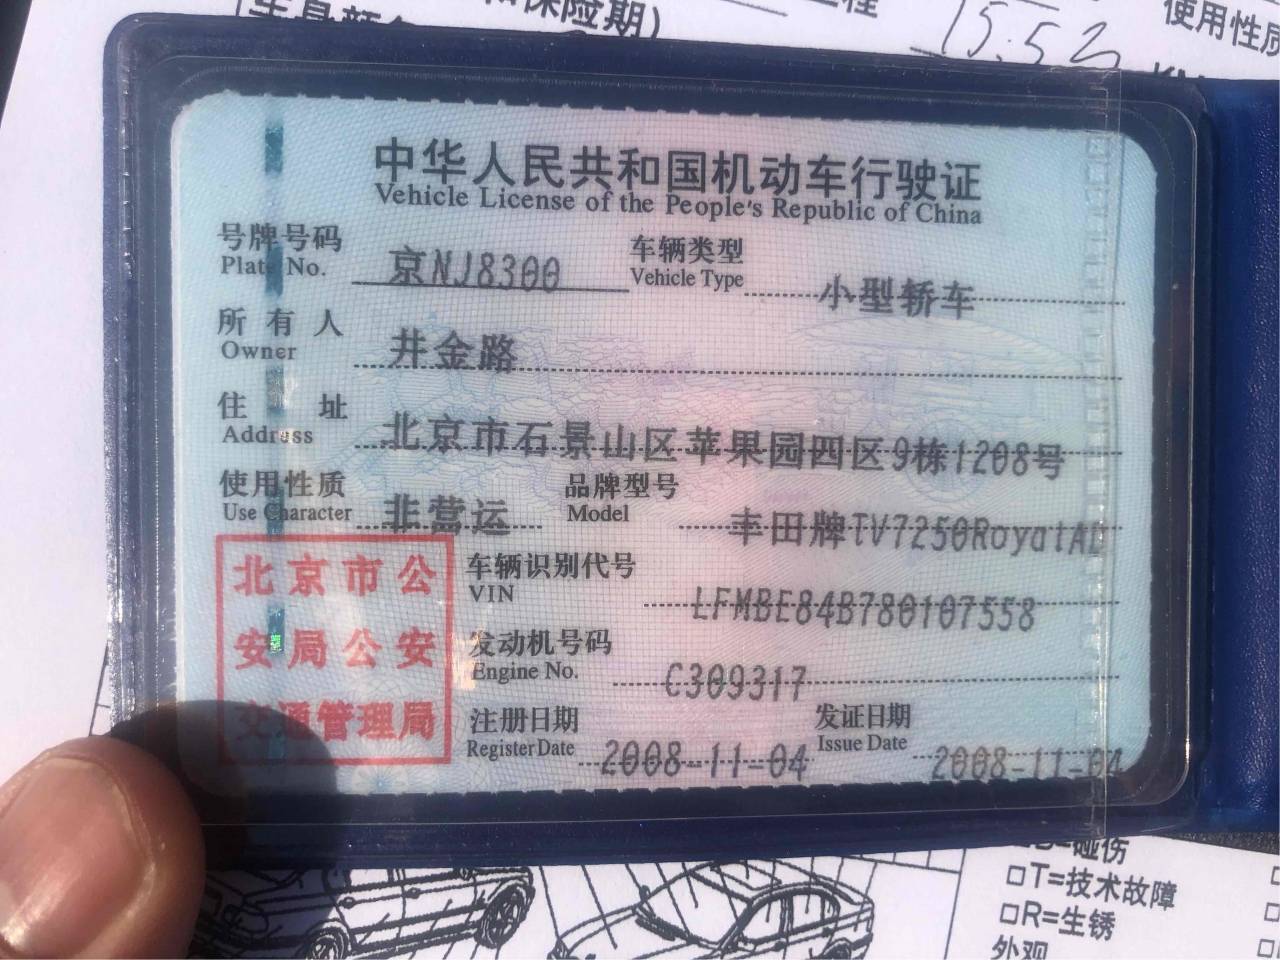 和保险期)
15.52
使用性质
中华人民共和国机动车行驶证
Vehicle License of the People's Republic of China
号牌号码 京NJ8300 车辆类型 小型轿车
Plate No. Vehicle Type
所有人 井金路
Owner
住址 北京市石景山区苹果园四区9栋1208号
Address
使用性质 非营运 品牌型号 丰田牌TV7250RoyalAD
Use Character Model
北京市公
安局公安
交通管理局
车辆识别代号 LFMBE84B780107558
VIN
发动机号码 C309317
Engine No.
注册日期 2008-11-04 发证日期 2008-11-04
Register Date Issue Date
碰伤
□T=技术故障
□R=生锈
外观